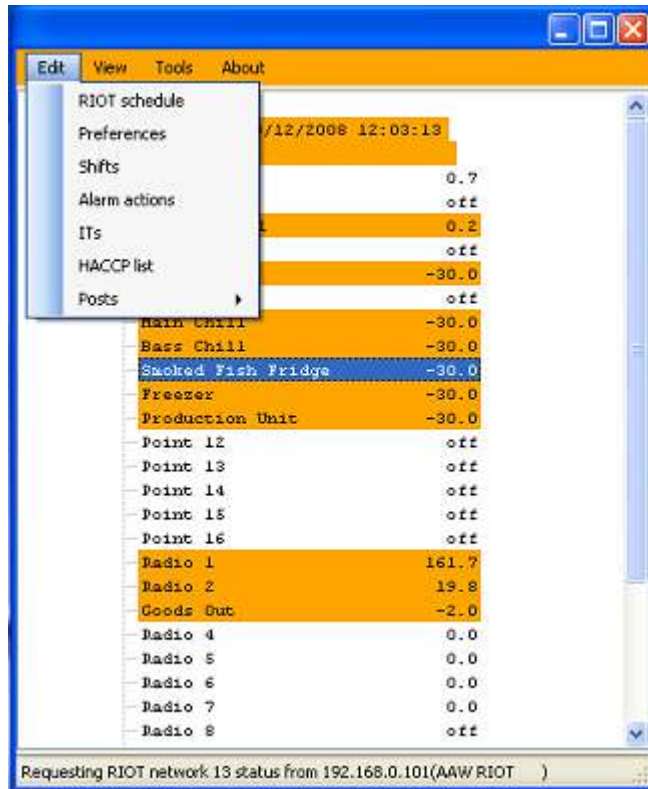 Edit View Tools About
RIOT schedule
Preferences
Shifts
Alarm actions
ITs
HACCP list
Posts
/12/2008 12:03:13
0.7
off
0.2
off
-30.0
off
Main Chill -30.0
Bass Chill -30.0
Smoked Fish Fridge -30.0
Freezer -30.0
Production Unit -30.0
Point 12 off
Point 13 off
Point 14 off
Point 15 off
Point 16 off
Radio 1 161.7
Radio 2 19.8
Goods Out -2.0
Radio 4 0.0
Radio 5 0.0
Radio 6 0.0
Radio 7 0.0
Radio 8 off
Requesting RIOT network 13 status from 192.168.0.101(AAW RIOT )